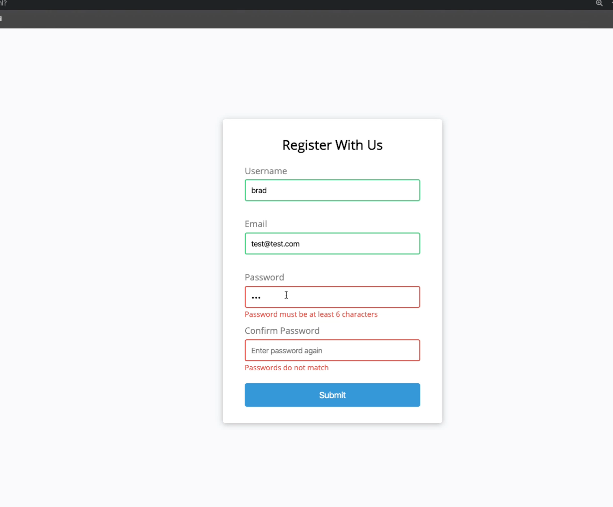 Register With Us
Username
brad
Email
test@test.com
Password
•••
Password must be at least 6 characters
Confirm Password
Enter password again
Passwords do not match
Submit